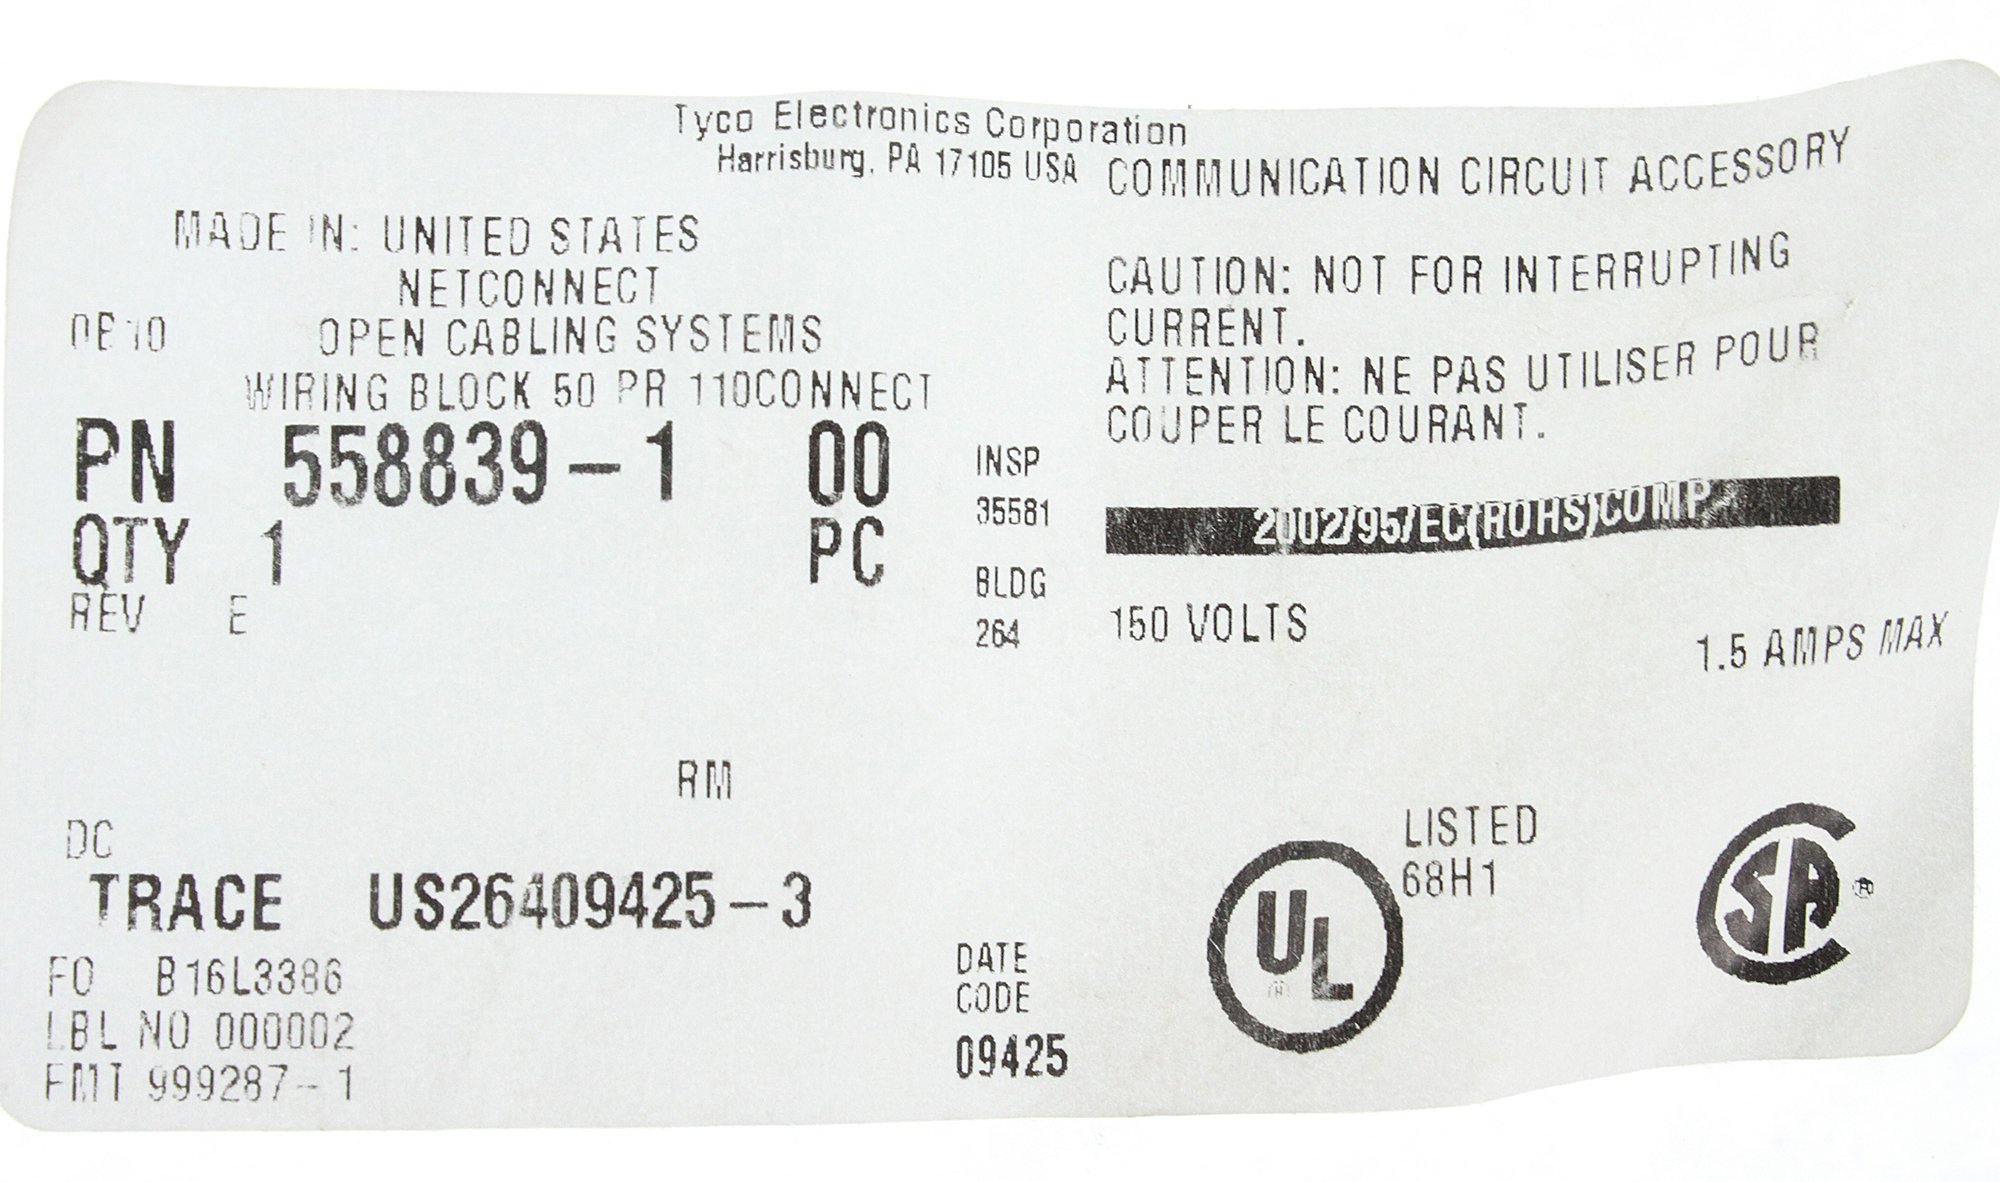 Tyco Electronics Corporation
Harrisburg, PA 17105 USA
MADE IN: UNITED STATES
NETCONNECT
OPEN CABLING SYSTEMS
WIRING BLOCK 50 PR 110CONNECT
PN 558839-1 00
QTY 1 PC
REV E
INSP
35581
BLDG
264
RM
DC
TRACE US26409425-3
FO B16L3386
LBL NO 000002
FMT 999287-1
DATE
CODE
09425
COMMUNICATION CIRCUIT ACCESSORY
CAUTION: NOT FOR INTERRUPTING
CURRENT.
ATTENTION: NE PAS UTILISER POUR
COUPER LE COURANT.
2002/95/EC(ROHS)COMP
150 VOLTS 1.5 AMPS MAX
UL
LISTED
68H1
SA ®